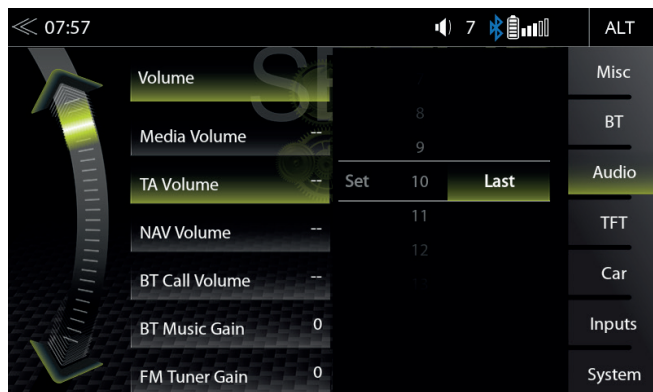 07:57
7
ALT
Volume
Media Volume --
TA Volume --
NAV Volume --
BT Call Volume --
BT Music Gain 0
FM Tuner Gain 0
8
9
Set 10 Last
11
12
13
Misc
BT
Audio
TFT
Car
Inputs
System